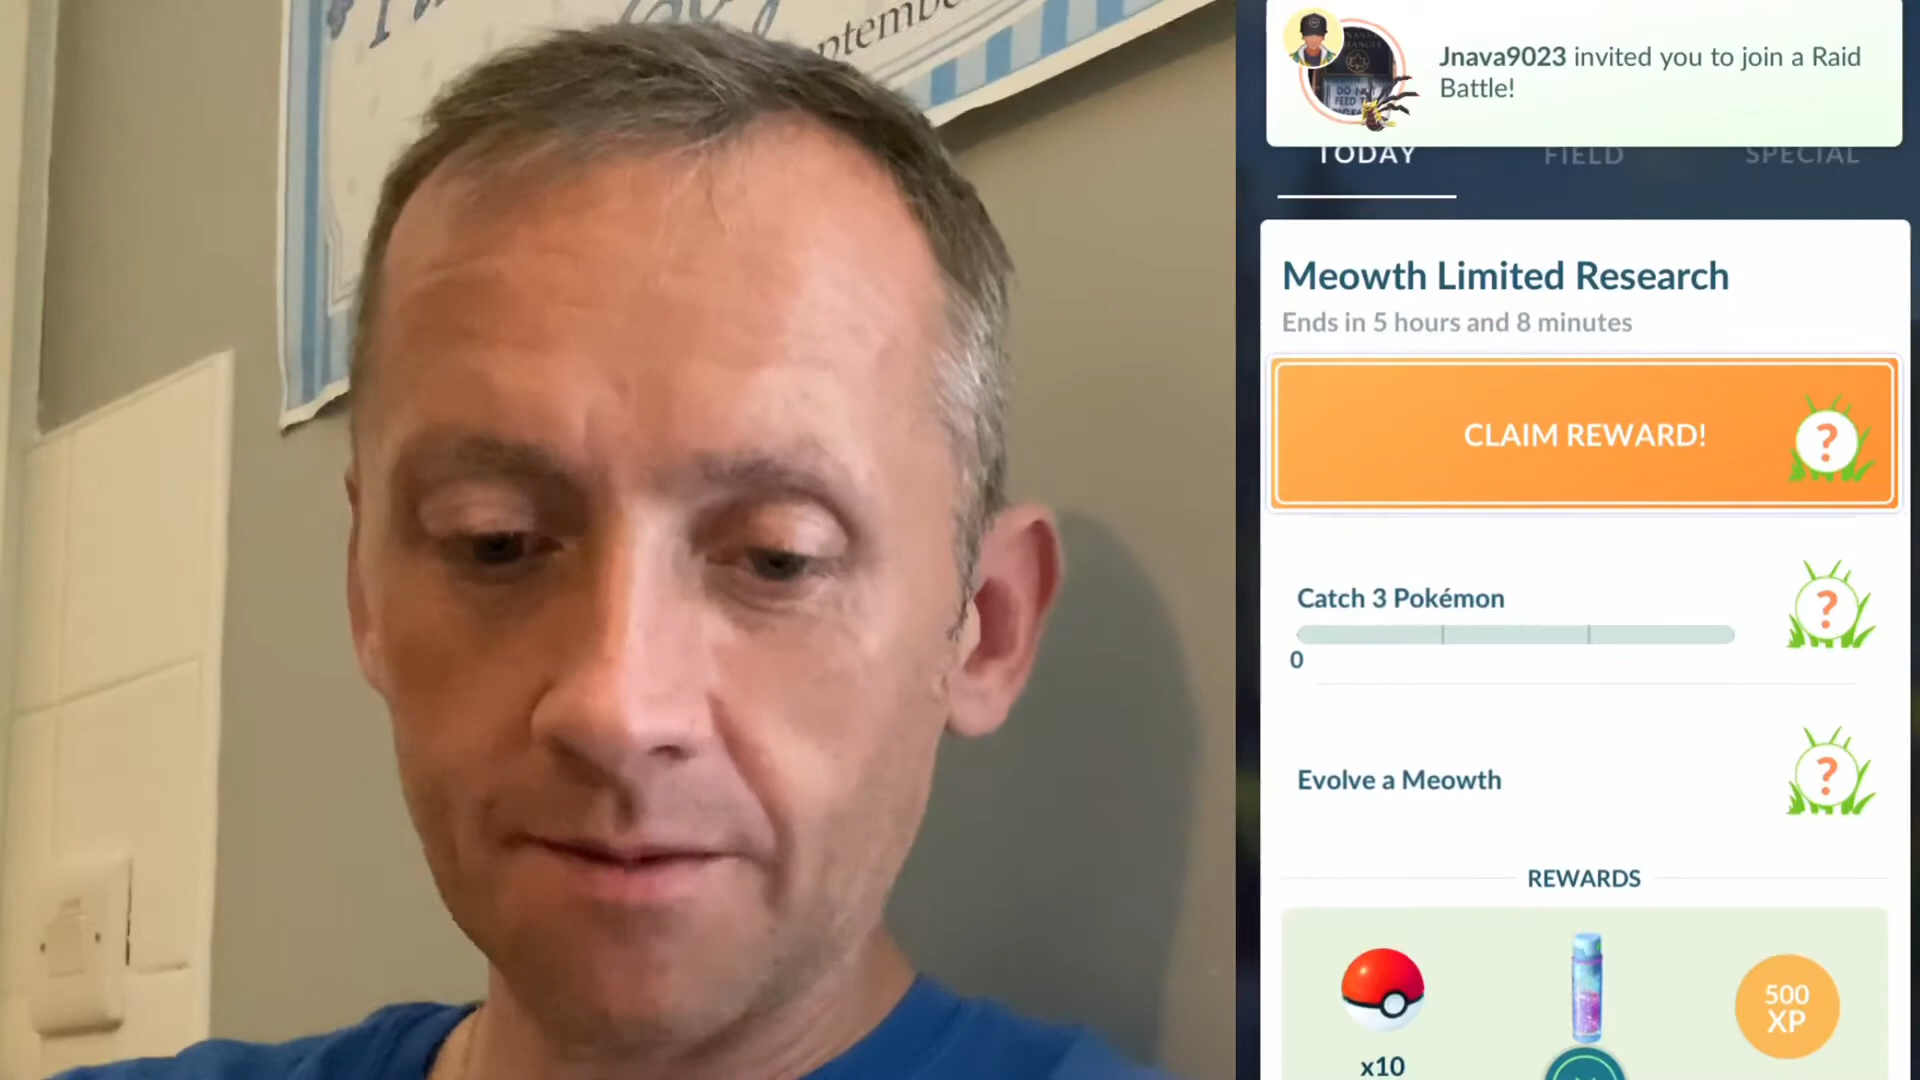 Jnava9023 invited you to join a Raid
Battle!
TODAY
FIELD
SPECIAL
Meowth Limited Research
Ends in 5 hours and 8 minutes
CLAIM REWARD!
?
Catch 3 Pokémon
?
0
Evolve a Meowth
?
REWARDS
500
XP
x10